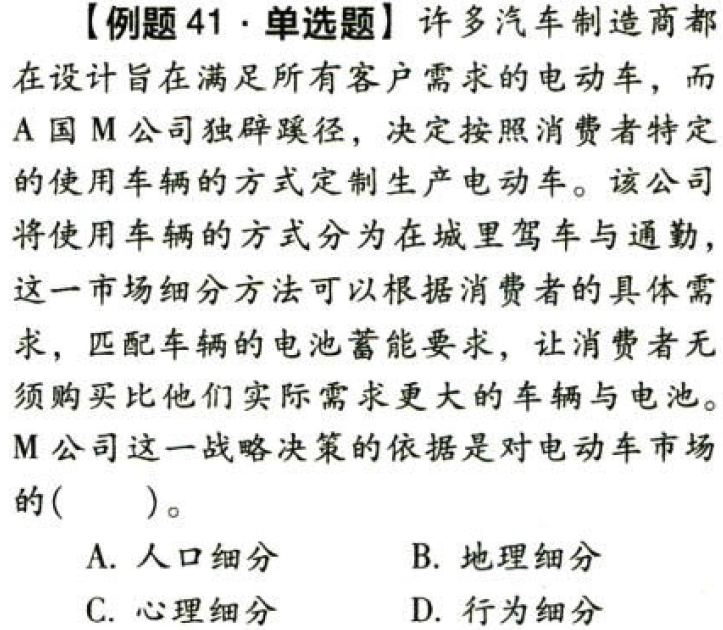 【例题 41·单选题】许多汽车制造商都
在设计旨在满足所有客户需求的电动车，而
A 国 M 公司独辟蹊径，决定按照消费者特定
的使用车辆的方式定制生产电动车。该公司
将使用车辆的方式分为在城里驾车与通勤，
这一市场细分方法可以根据消费者的具体需
求，匹配车辆的电池蓄能要求，让消费者无
须购买比他们实际需求更大的车辆与电池。
M 公司这一战略决策的依据是对电动车市场
的(　　)。
A. 人口细分　　B. 地理细分
C. 心理细分　　D. 行为细分